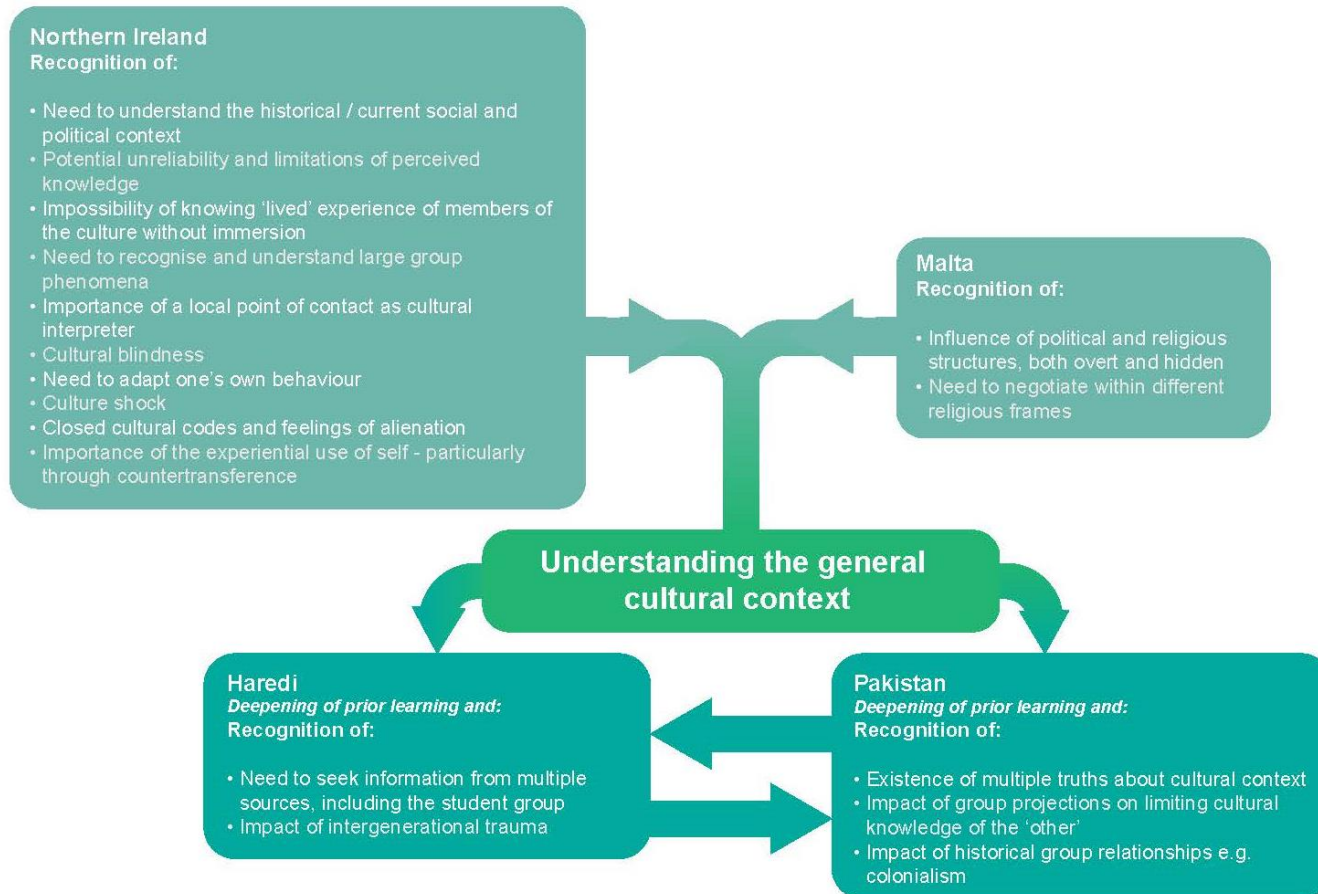 Northern Ireland
Recognition of:
• Need to understand the historical / current social and
political context
• Potential unreliability and limitations of perceived
knowledge
• Impossibility of knowing ‘lived’ experience of members of
the culture without immersion
• Need to recognise and understand large group
phenomena
• Importance of a local point of contact as cultural
interpreter
• Cultural blindness
• Need to adapt one’s own behaviour
• Culture shock
• Closed cultural codes and feelings of alienation
• Importance of the experiential use of self - particularly
through countertransference
Malta
Recognition of:
• Influence of political and religious
structures, both overt and hidden
• Need to negotiate within different
religious frames
Understanding the general
cultural context
Haredi
Deepening of prior learning and:
Recognition of:
• Need to seek information from multiple
sources, including the student group
• Impact of intergenerational trauma
Pakistan
Deepening of prior learning and:
Recognition of:
• Existence of multiple truths about cultural context
• Impact of group projections on limiting cultural
knowledge of the ‘other’
• Impact of historical group relationships e.g.
colonialism